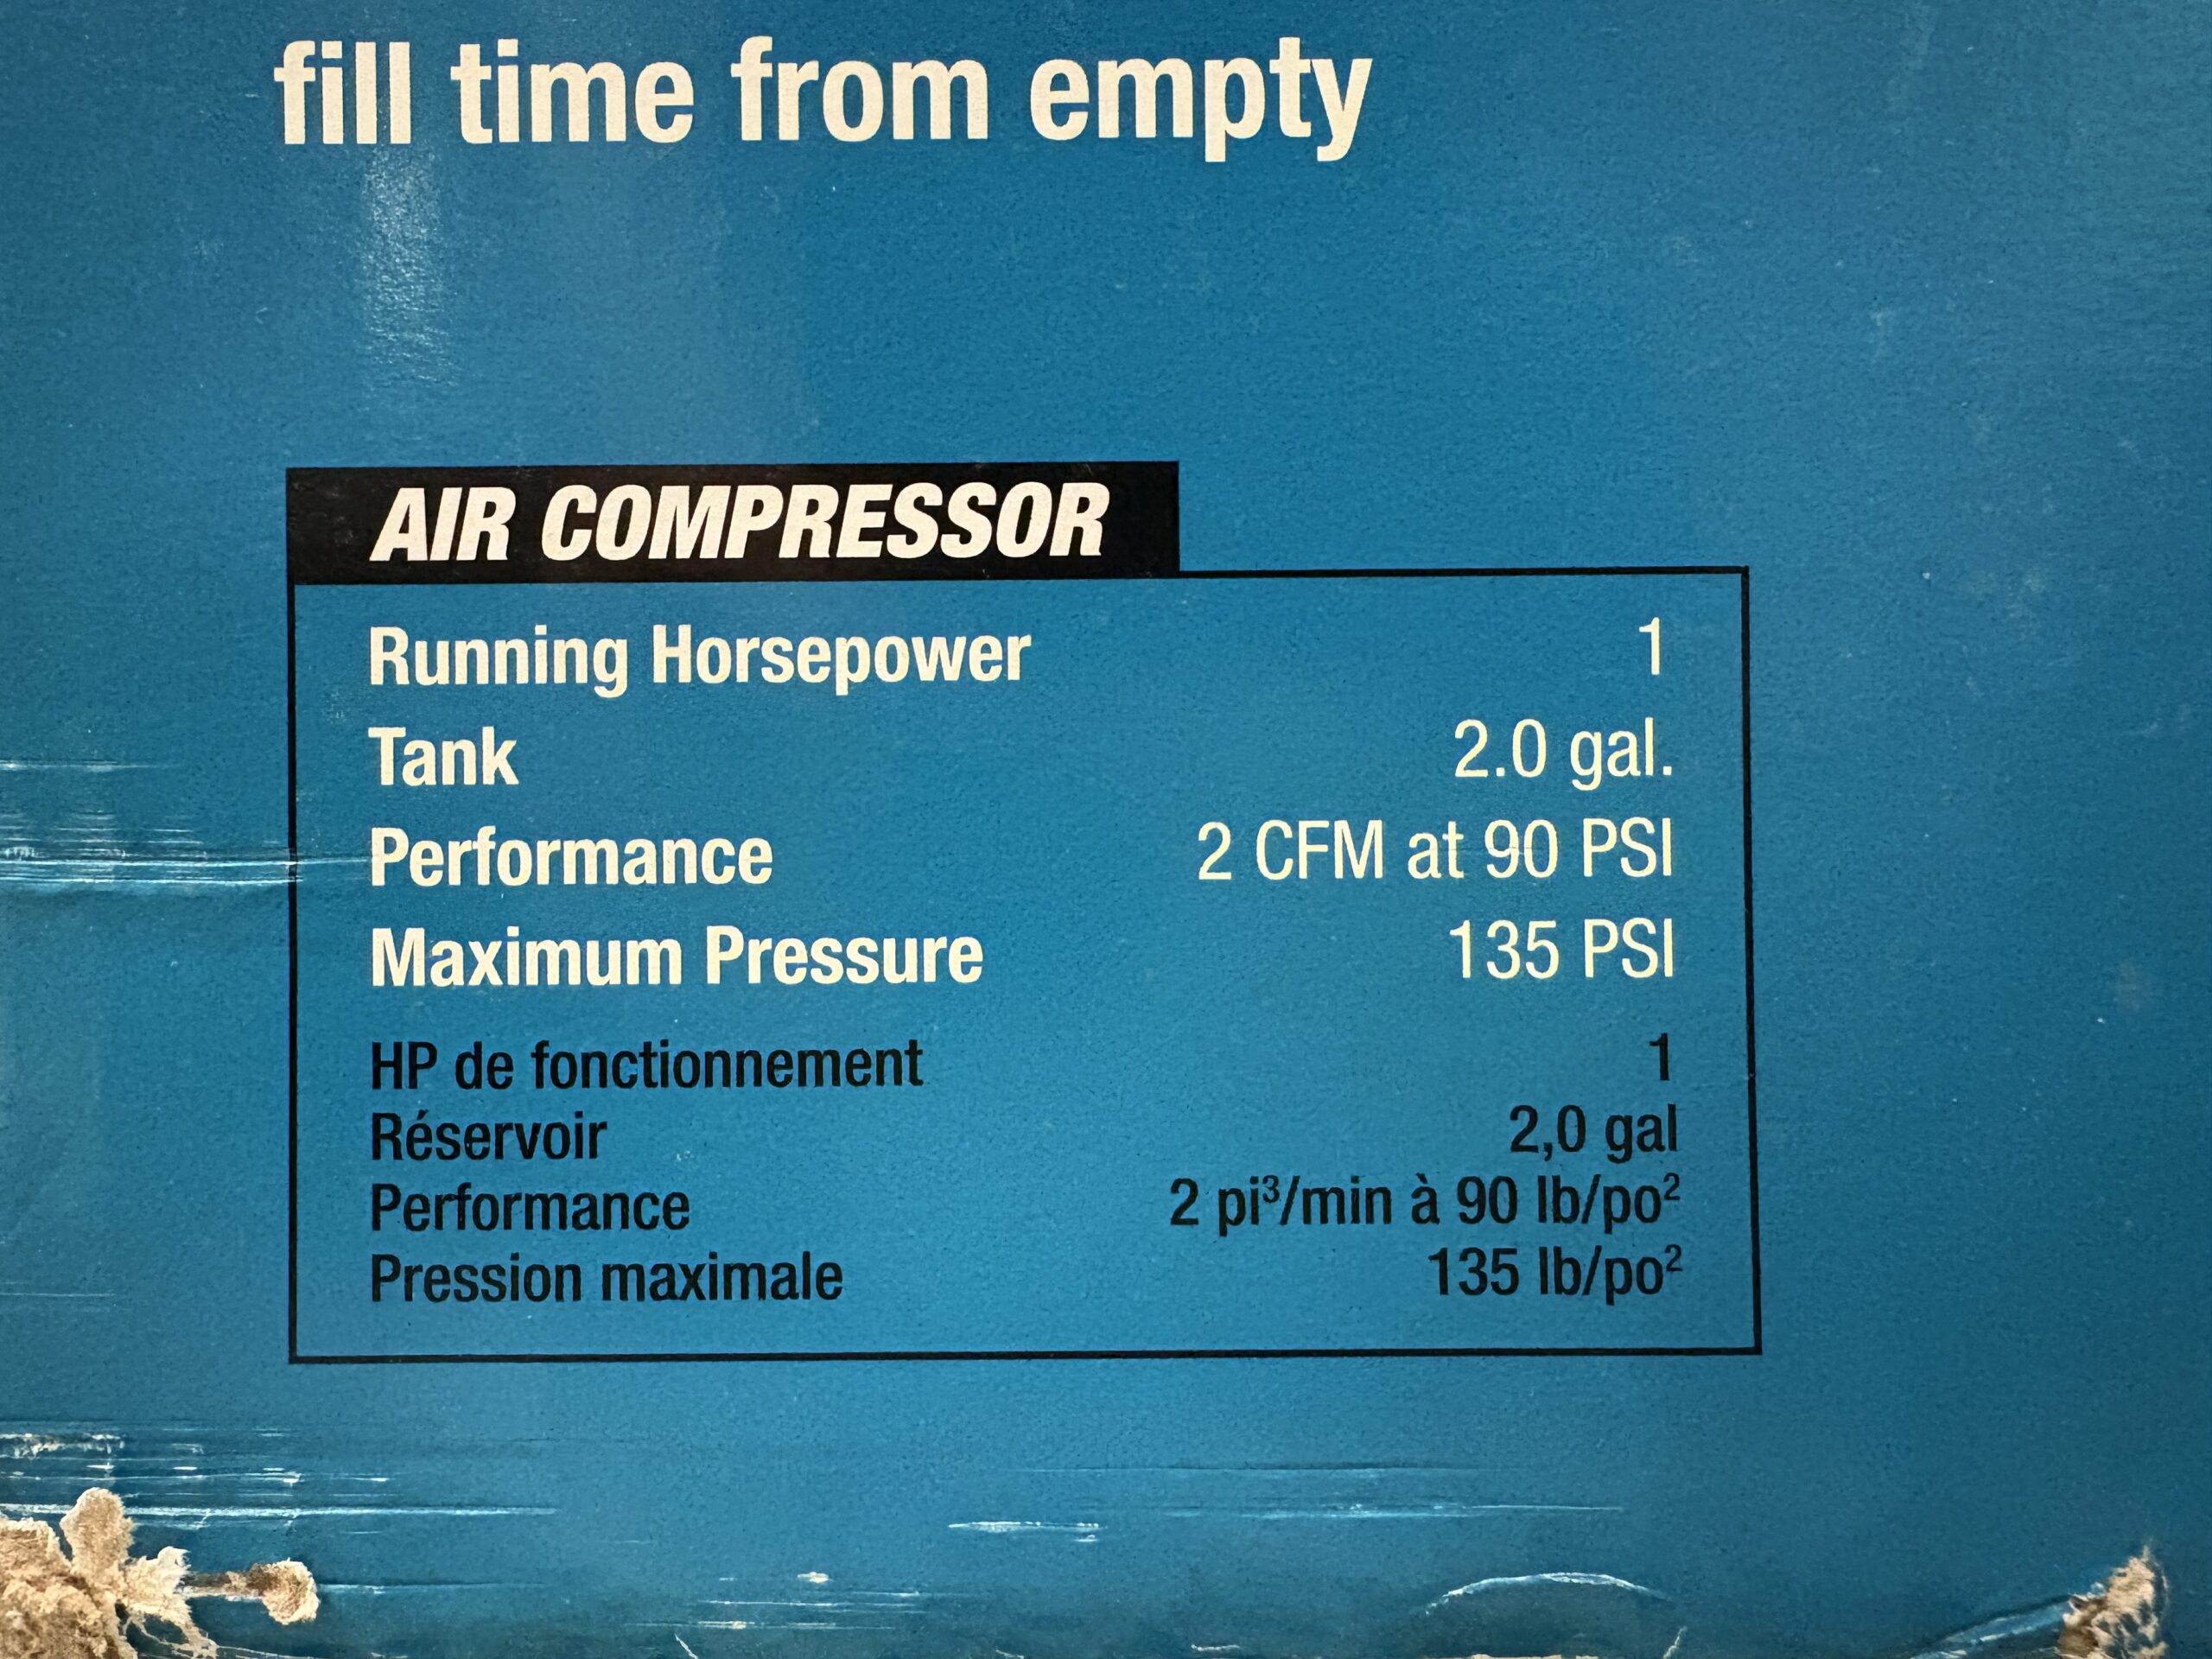 fill time from empty
AIR COMPRESSOR
Running Horsepower 1
Tank 2.0 gal.
Performance 2 CFM at 90 PSI
Maximum Pressure 135 PSI
HP de fonctionnement 1
Réservoir 2,0 gal
Performance 2 pi³/min à 90 lb/po²
Pression maximale 135 lb/po²